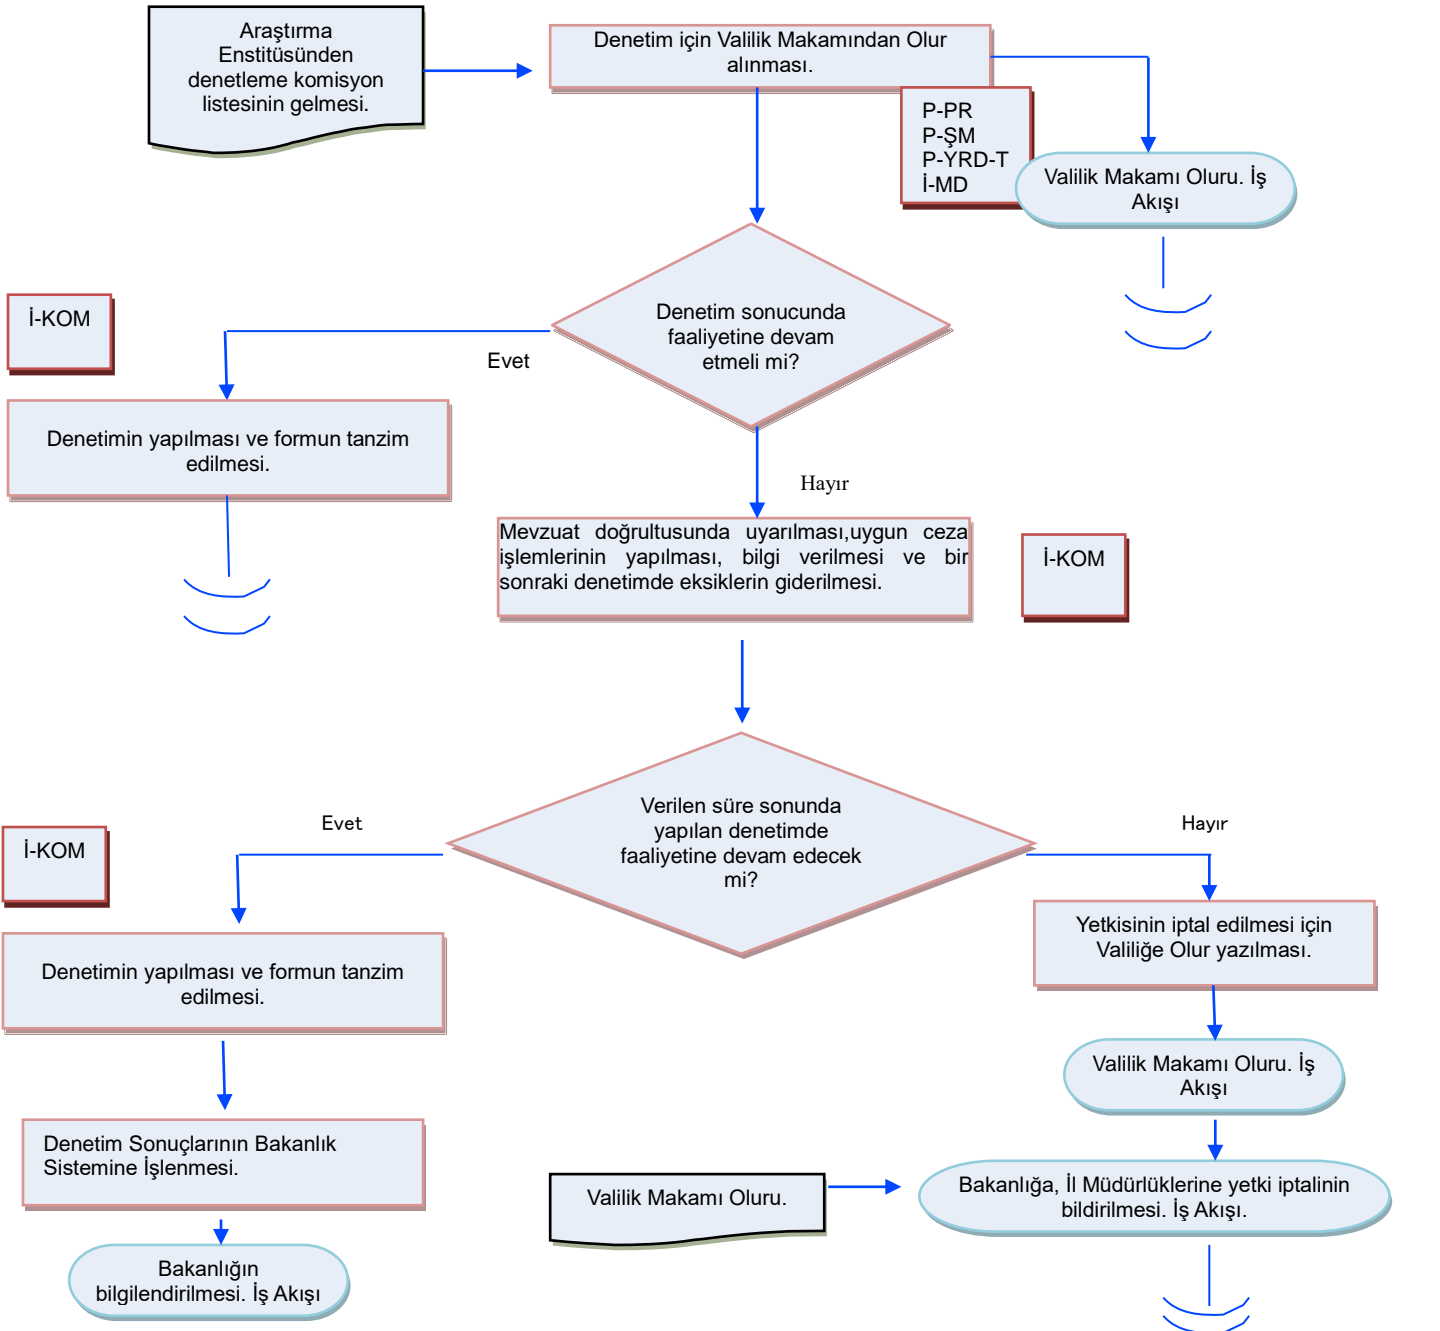 Araştırma
Enstitüsünden
denetleme komisyon
listesinin gelmesi.
Denetim için Valilik Makamından Olur
alınması.
P-PR
P-ŞM
P-YRD-T
İ-MD
Valilik Makamı Oluru. İş
Akışı
Denetim sonucunda
faaliyetine devam
etmeli mi?
İ-KOM
Evet
Denetimin yapılması ve formun tanzim
edilmesi.
Hayır
Mevzuat doğrultusunda uyarılması,uygun ceza
işlemlerinin yapılması, bilgi verilmesi ve bir
sonraki denetimde eksiklerin giderilmesi.
İ-KOM
Verilen süre sonunda
yapılan denetimde
faaliyetine devam edecek
mi?
Evet
Hayır
İ-KOM
Denetimin yapılması ve formun tanzim
edilmesi.
Yetkisinin iptal edilmesi için
Valiliğe Olur yazılması.
Valilik Makamı Oluru. İş
Akışı
Denetim Sonuçlarının Bakanlık
Sistemine İşlenmesi.
Valilik Makamı Oluru.
Bakanlığa, İl Müdürlüklerine yetki iptalinin
bildirilmesi. İş Akışı.
Bakanlığın
bilgilendirilmesi. İş Akışı